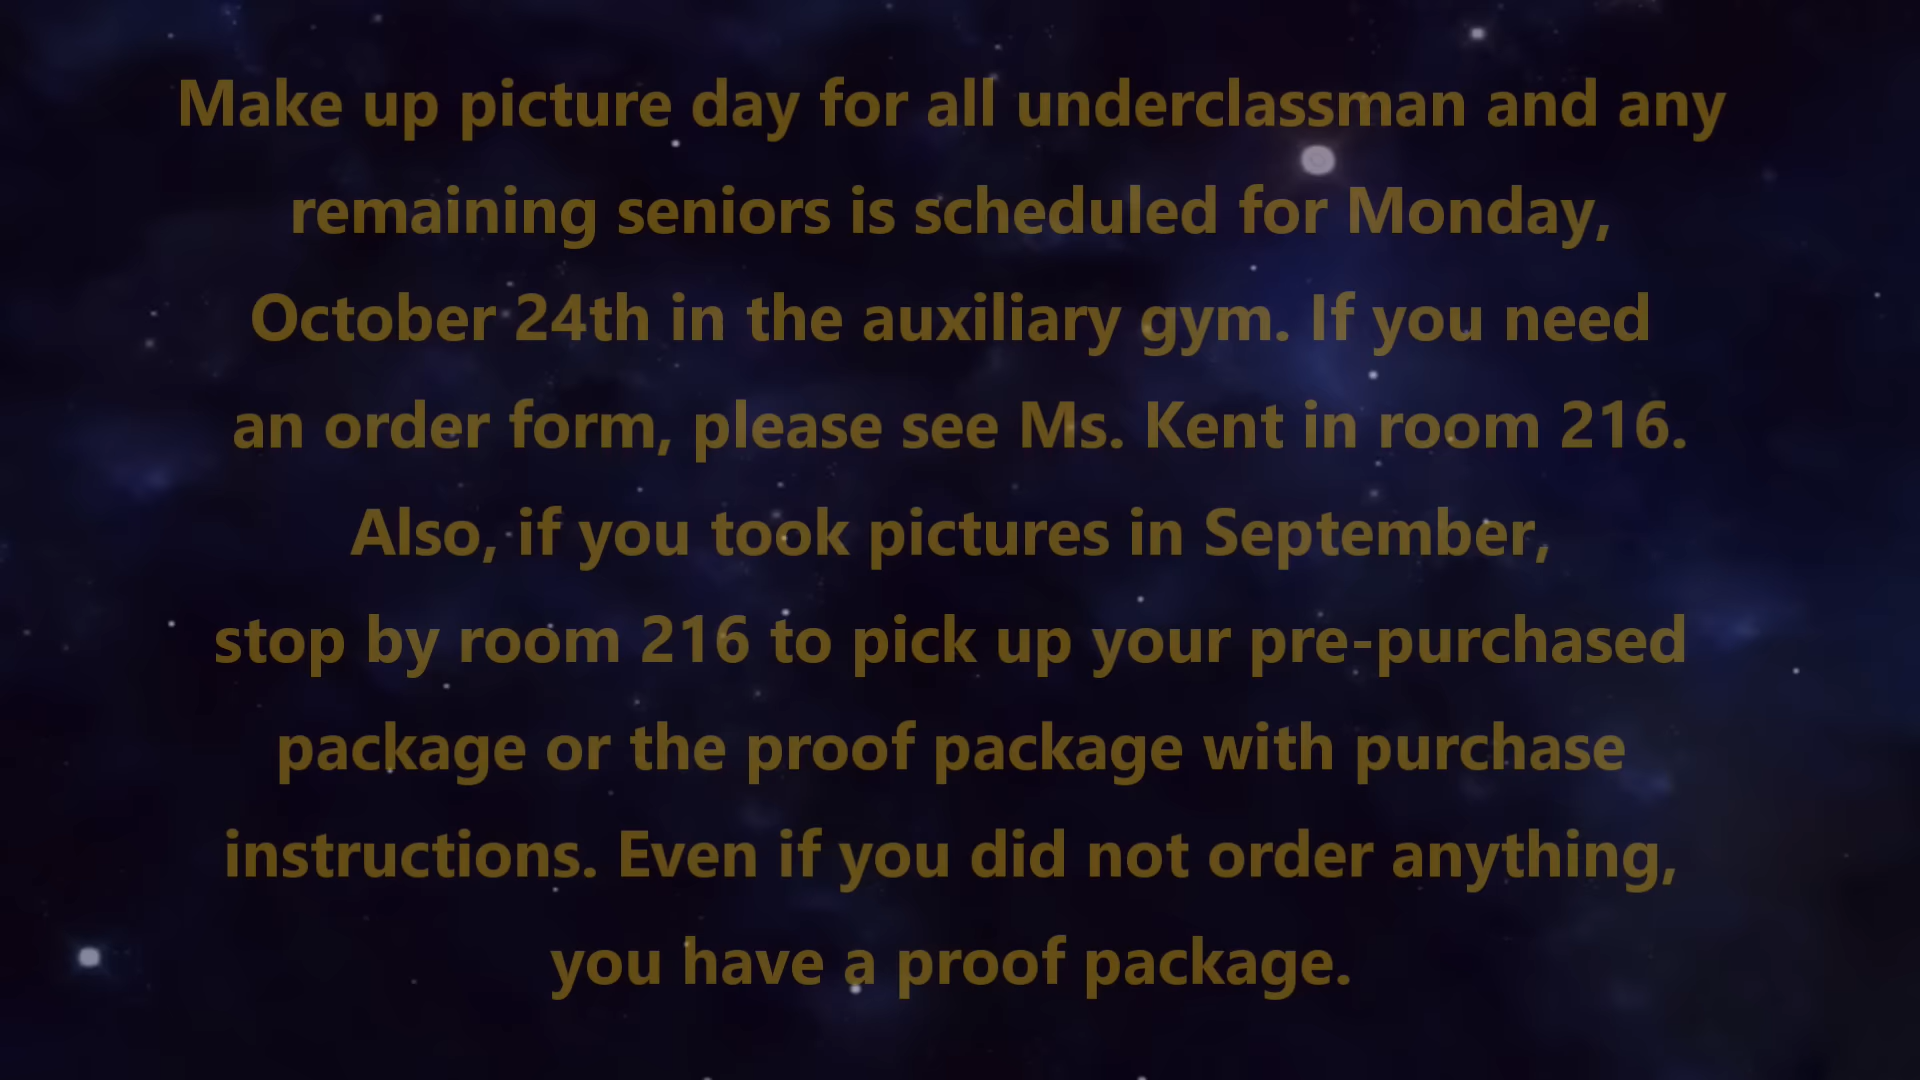 Make up picture day for all underclassman and any
remaining seniors is scheduled for Monday,
October 24th in the auxiliary gym. If you need
an order form, please see Ms. Kent in room 216.
Also, if you took pictures in September,
stop by room 216 to pick up your pre-purchased
package or the proof package with purchase
instructions. Even if you did not order anything,
you have a proof package.